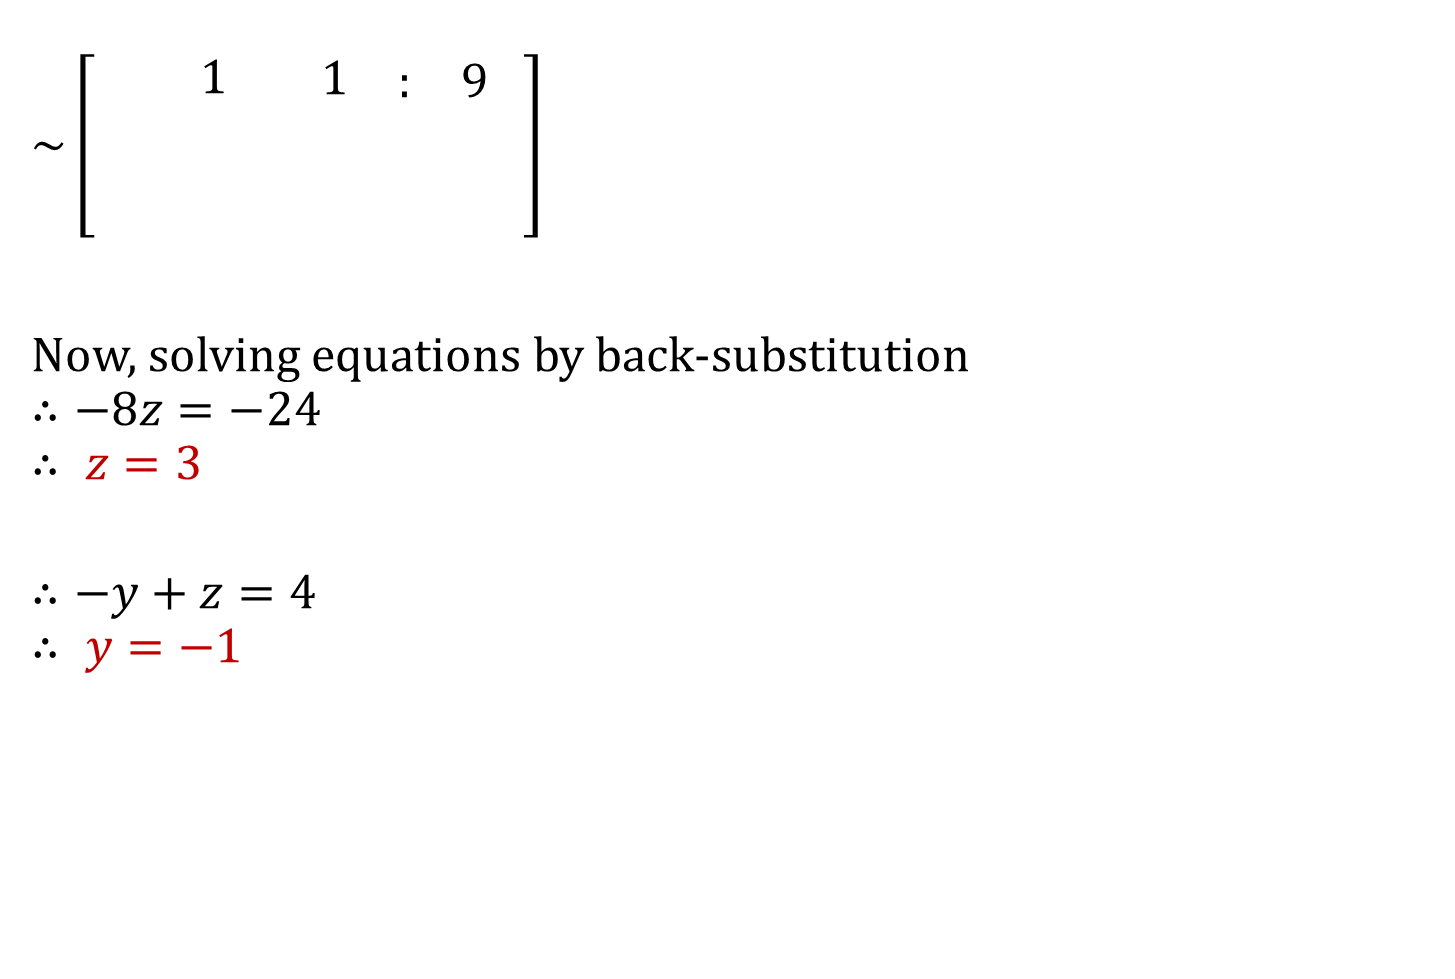 ∼ [ 1 1 : 9 ]
Now, solving equations by back-substitution
∴ −8z = −24
∴ z = 3
∴ −y + z = 4
∴ y = −1